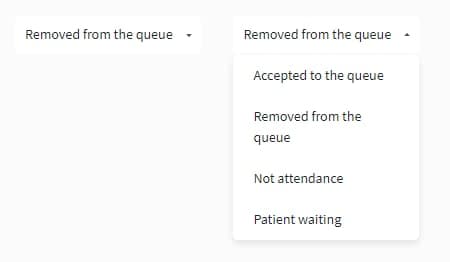 Removed from the queue
Removed from the queue
Accepted to the queue
Removed from the
queue
Not attendance
Patient waiting